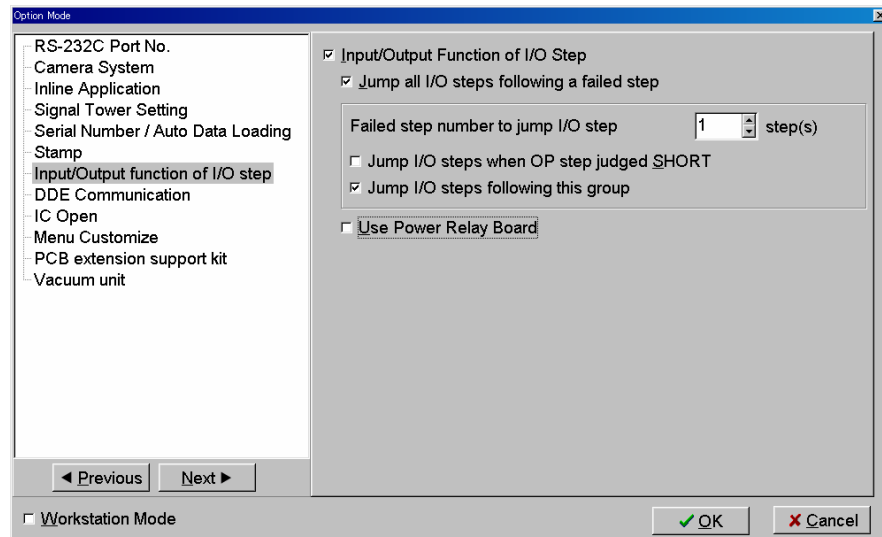 Option Mode
RS-232C Port No.
Camera System
Inline Application
Signal Tower Setting
Serial Number / Auto Data Loading
Stamp
Input/Output function of I/O step
DDE Communication
IC Open
Menu Customize
PCB extension support kit
Vacuum unit
◄ Previous
Next ►
Input/Output Function of I/O Step
Jump all I/O steps following a failed step
Failed step number to jump I/O step 1 step(s)
Jump I/O steps when OP step judged SHORT
Jump I/O steps following this group
Use Power Relay Board
Workstation Mode
OK
Cancel